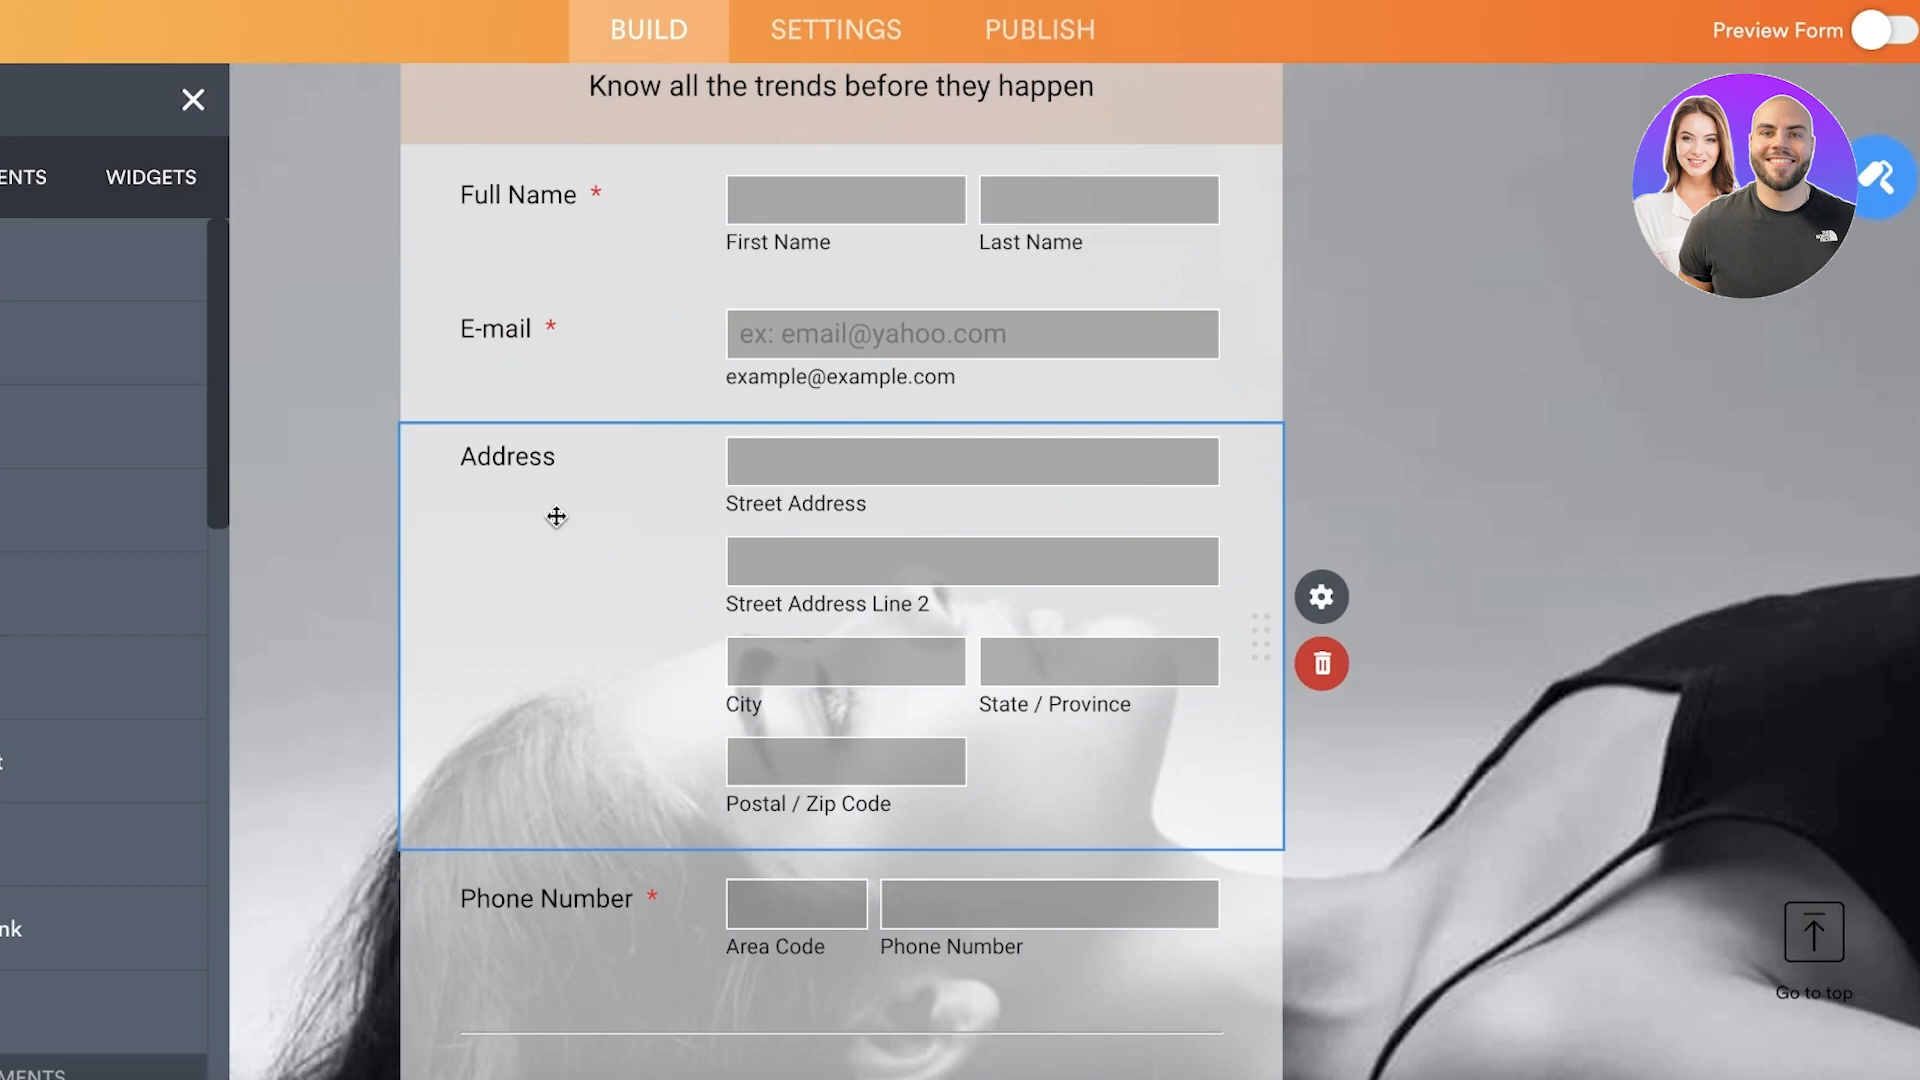 BUILD
SETTINGS
PUBLISH
Preview Form
Know all the trends before they happen
ENTS
WIDGETS
Full Name *
First Name
Last Name
E-mail *
ex: email@yahoo.com
example@example.com
Address
Street Address
Street Address Line 2
City
State / Province
Postal / Zip Code
t
nk
Phone Number *
Area Code
Phone Number
Go to top
MENTS